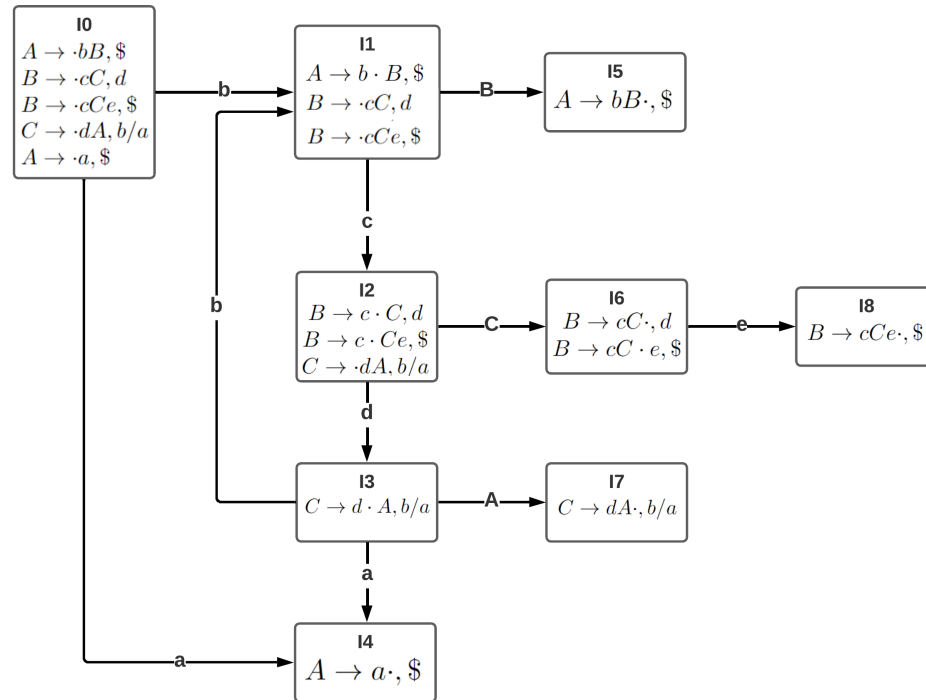 I0
A → ·bB, $
B → ·cC, d
B → ·cCe, $
C → ·dA, b/a
A → ·a, $
b
I1
A → b · B, $
B → ·cC, d
B → ·cCe, $
B
I5
A → bB·, $
c
b
I2
B → c · C, d
B → c · Ce, $
C → ·dA, b/a
C
I6
B → cC·, d
B → cC · e, $
e
I8
B → cCe·, $
d
I3
C → d · A, b/a
A
I7
C → dA·, b/a
a
I4
A → a·, $
a